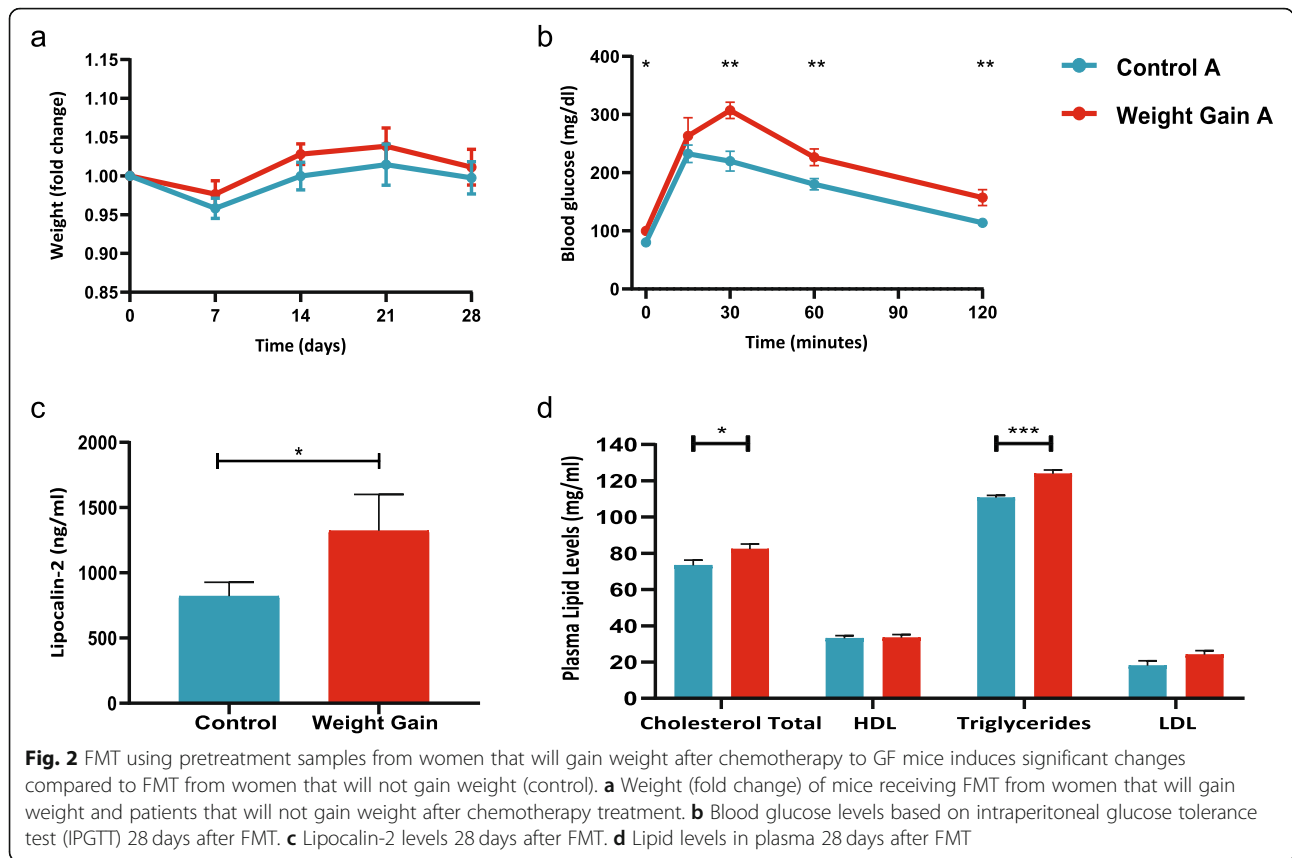 a
1.15
1.10
1.05
1.00
0.95
0.90
0.85
Weight (fold change)
0 7 14 21 28
Time (days)
b
400
300
200
100
0
Blood glucose (mg/dl)
* ** ** **
0 30 60 90 120
Time (minutes)
Control A
Weight Gain A
c
2000
1500
1000
500
0
Lipocalin-2 (ng/ml)
*
Control Weight Gain
d
140
120
100
80
60
40
20
0
Plasma Lipid Levels (mg/ml)
* ***
Cholesterol Total HDL Triglycerides LDL
Fig. 2 FMT using pretreatment samples from women that will gain weight after chemotherapy to GF mice induces significant changes
compared to FMT from women that will not gain weight (control). a Weight (fold change) of mice receiving FMT from women that will gain
weight and patients that will not gain weight after chemotherapy treatment. b Blood glucose levels based on intraperitoneal glucose tolerance
test (IPGTT) 28 days after FMT. c Lipocalin-2 levels 28 days after FMT. d Lipid levels in plasma 28 days after FMT